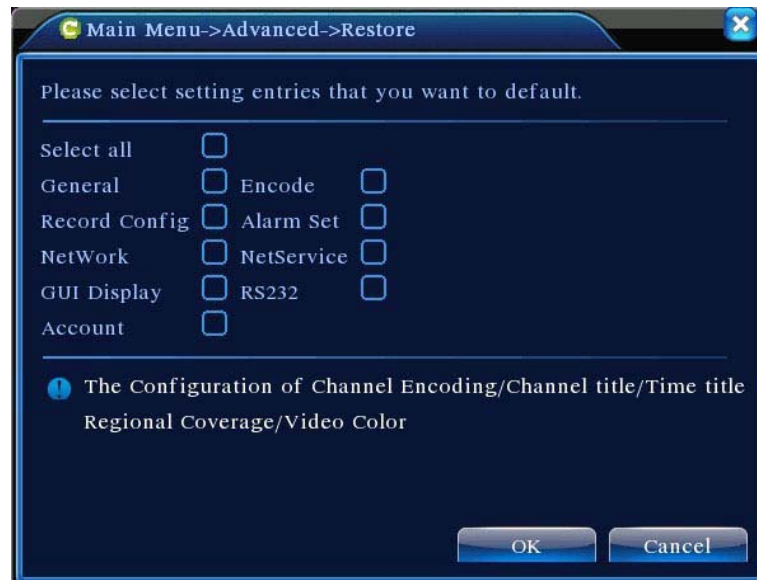 Main Menu->Advanced->Restore
Please select setting entries that you want to default.
Select all
General Encode
Record Config Alarm Set
NetWork NetService
GUI Display RS232
Account
The Configuration of Channel Encoding/Channel title/Time title
Regional Coverage/Video Color
OK Cancel